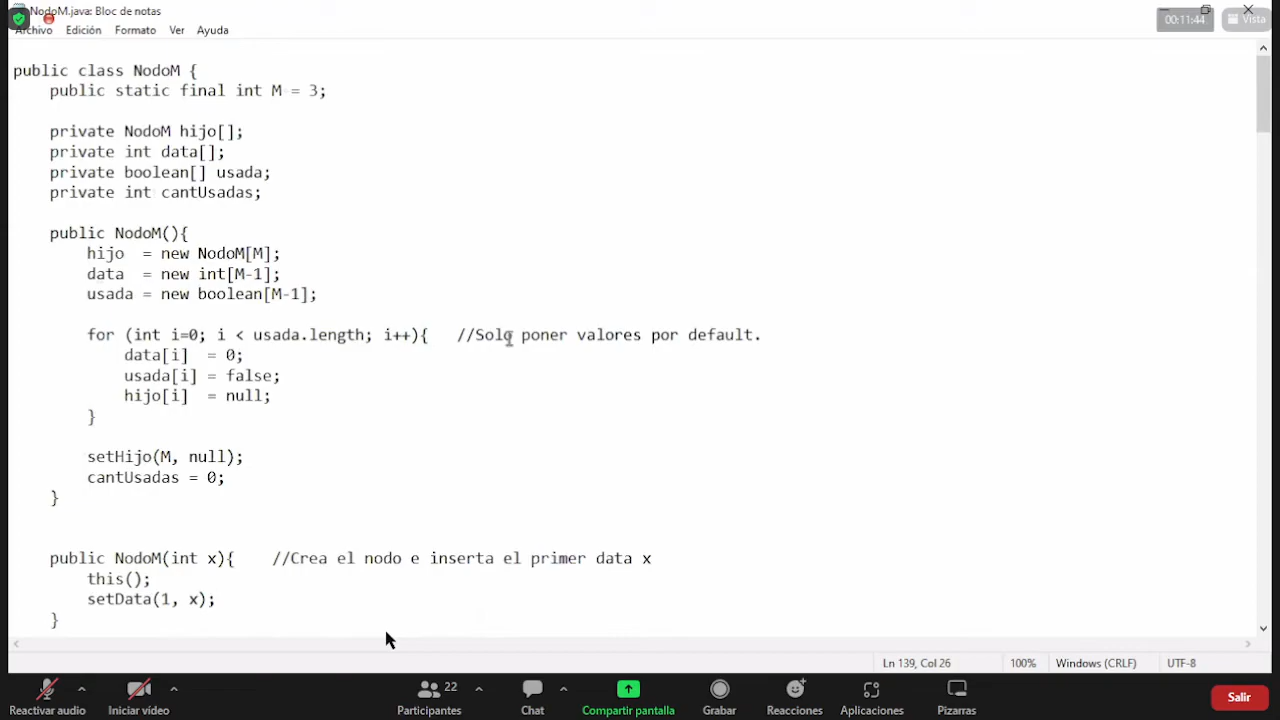 NodoM.java: Bloc de notas
Archivo Edición Formato Ver Ayuda
00:11:44
Vista
public class NodoM {
    public static final int M = 3;

    private NodoM hijo[];
    private int data[];
    private boolean[] usada;
    private int cantUsadas;

    public NodoM(){
        hijo  = new NodoM[M];
        data  = new int[M-1];
        usada = new boolean[M-1];

        for (int i=0; i < usada.length; i++){   //Solo poner valores por default.
            data[i]  = 0;
            usada[i] = false;
            hijo[i]  = null;
        }

        setHijo(M, null);
        cantUsadas = 0;
    }

    public NodoM(int x){    //Crea el nodo e inserta el primer data x
        this();
        setData(1, x);
    }
Ln 139, Col 26 100% Windows (CRLF) UTF-8
22
Reactivar audio Iniciar vídeo Participantes Chat Compartir pantalla Grabar Reacciones Aplicaciones Pizarras Salir